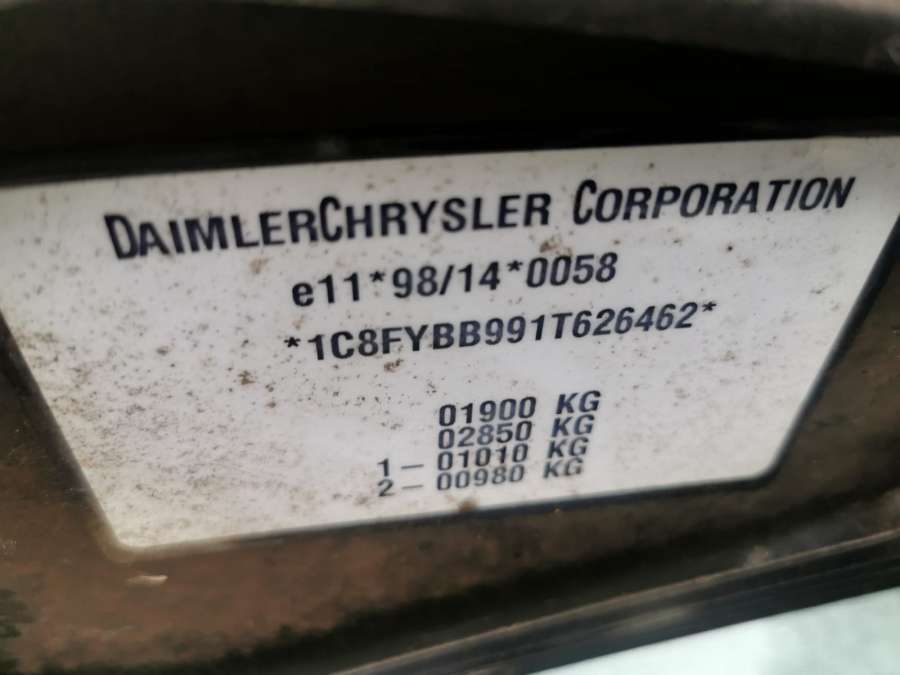 DAIMLERCHRYSLER CORPORATION
e11*98/14*0058
*1C8FYBB991T626462*
01900 KG
02850 KG
1– 01010 KG
2– 00980 KG